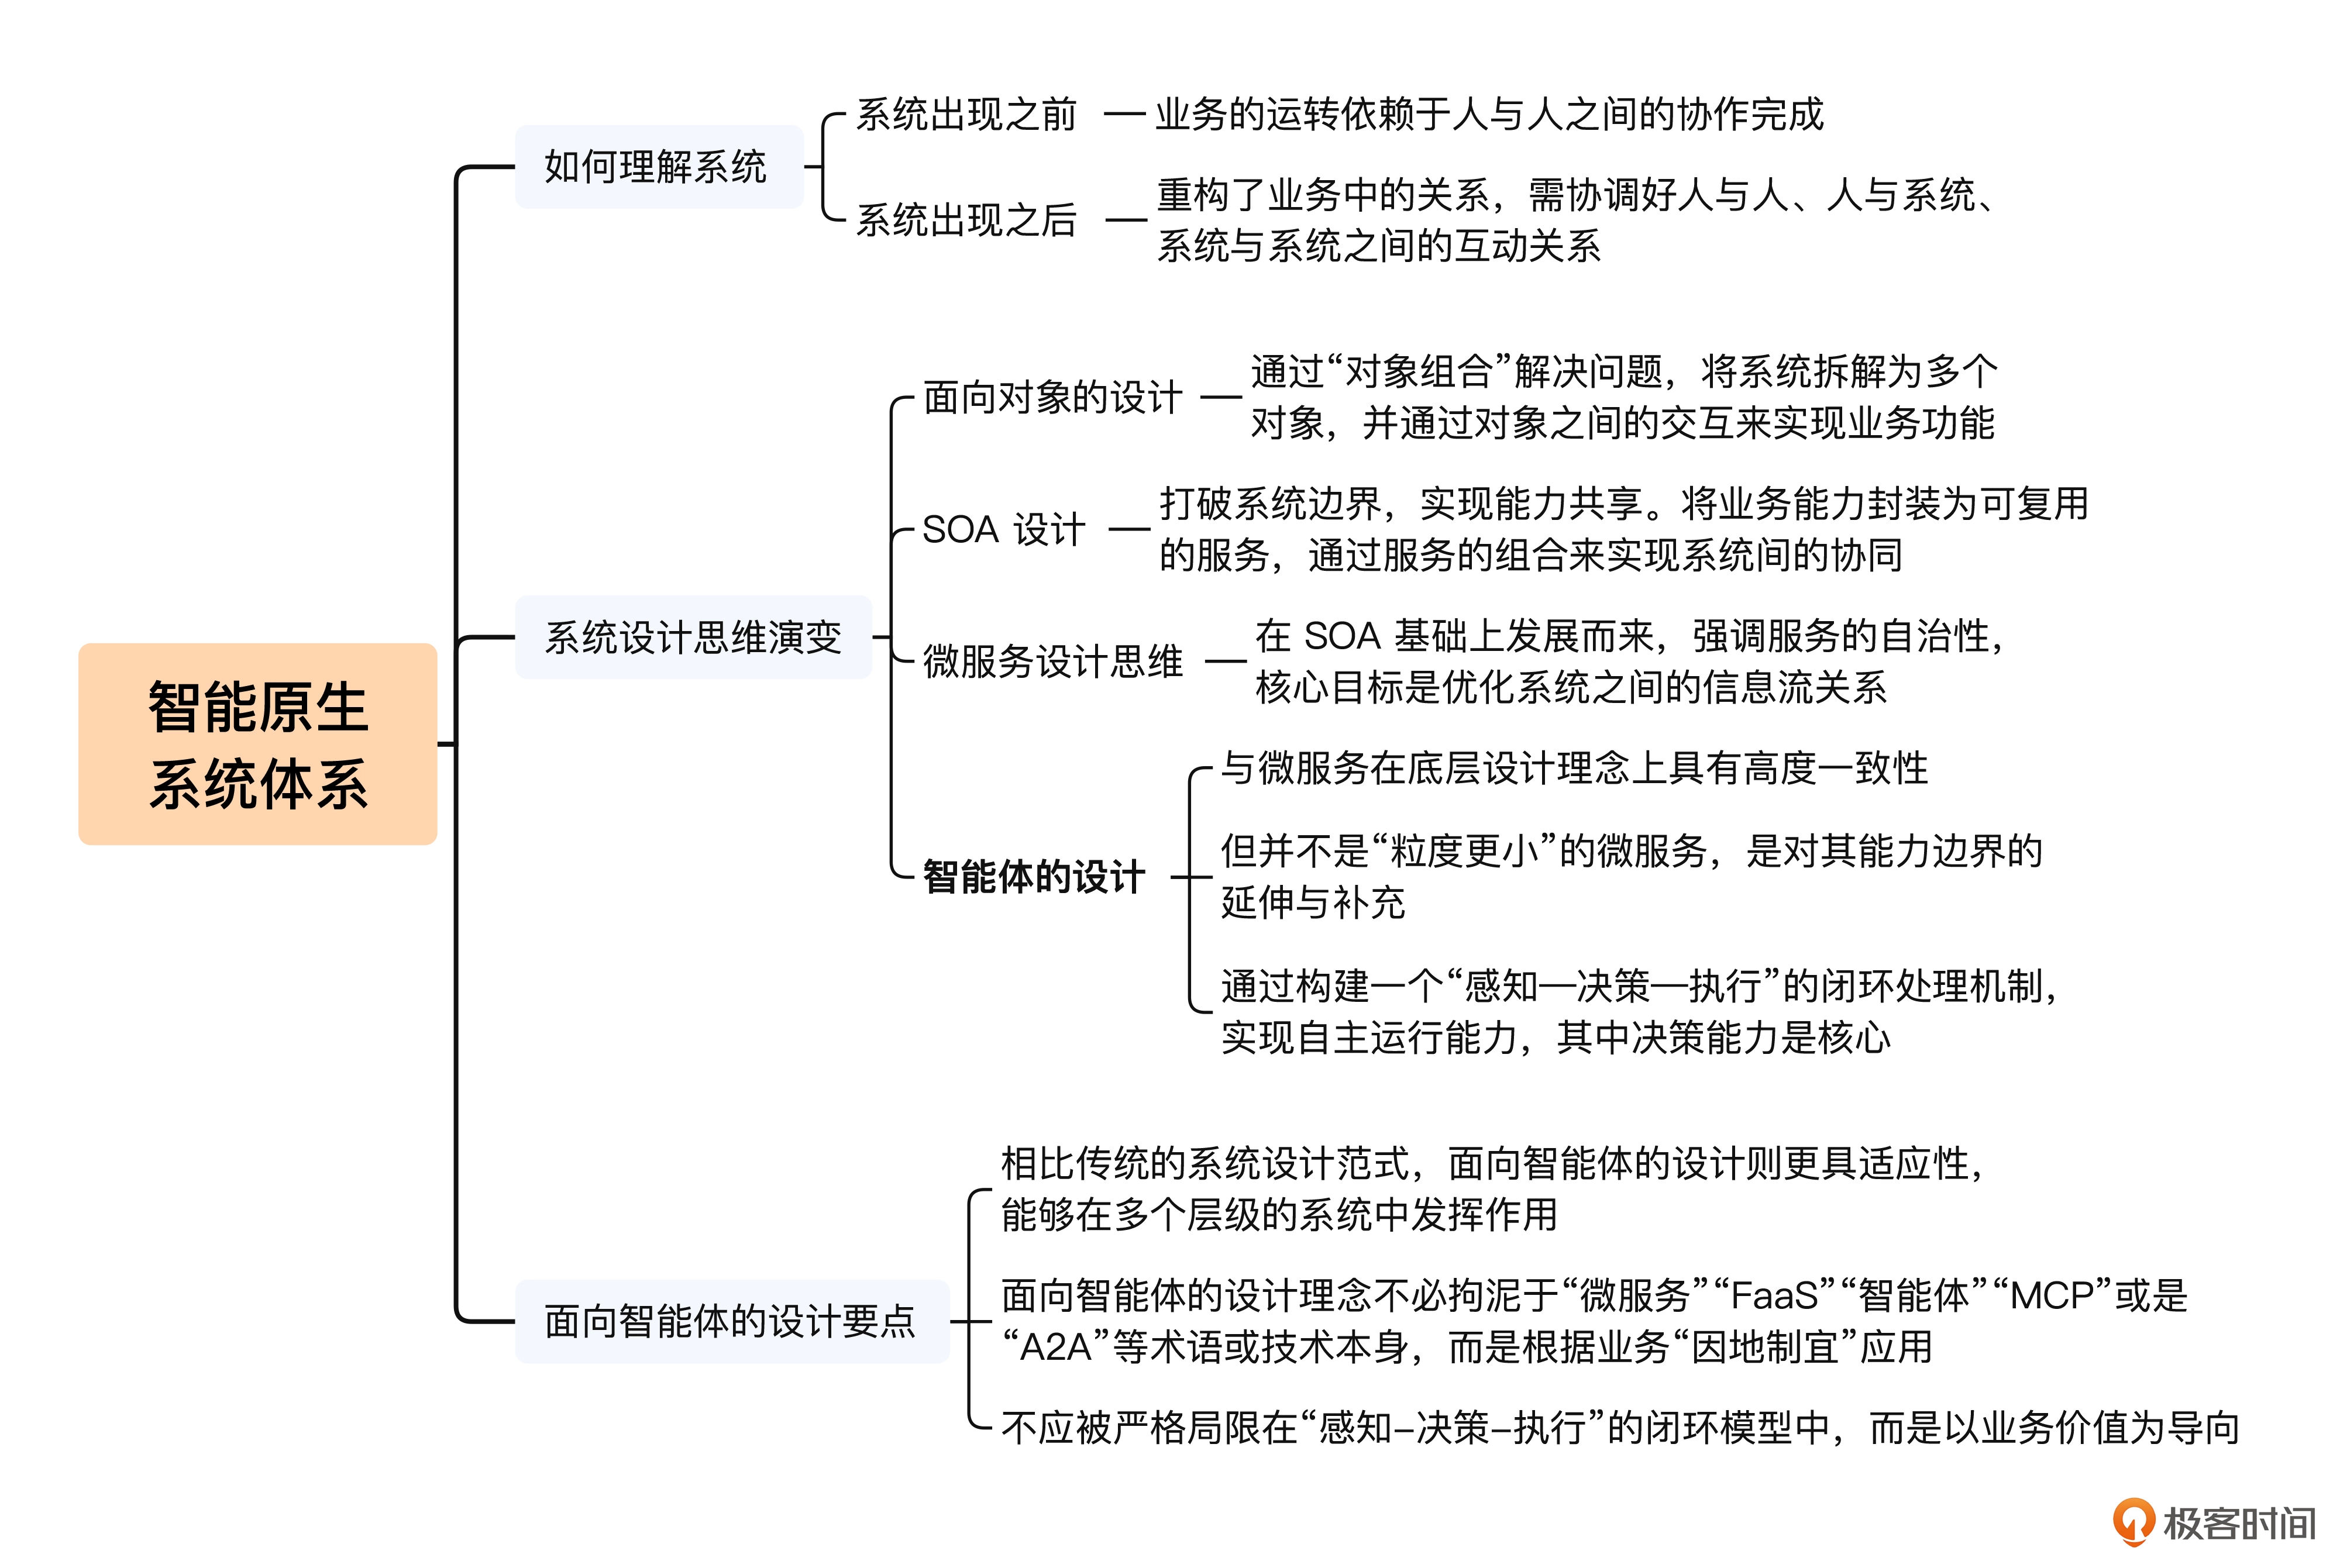 智能原生
系统体系
如何理解系统
系统出现之前
业务的运转依赖于人与人之间的协作完成
系统出现之后
重构了业务中的关系，需协调好人与人、人与系统、
系统与系统之间的互动关系
系统设计思维演变
面向对象的设计
通过“对象组合”解决问题，将系统拆解为多个
对象，并通过对象之间的交互来实现业务功能
SOA 设计
打破系统边界，实现能力共享。将业务能力封装为可复用
的服务，通过服务的组合来实现系统间的协同
微服务设计思维
在 SOA 基础上发展而来，强调服务的自治性，
核心目标是优化系统之间的信息流关系
智能体的设计
与微服务在底层设计理念上具有高度一致性
但并不是“粒度更小”的微服务，是对其能力边界的
延伸与补充
通过构建一个“感知—决策—执行”的闭环处理机制，
实现自主运行能力，其中决策能力是核心
面向智能体的设计要点
相比传统的系统设计范式，面向智能体的设计则更具适应性，
能够在多个层级的系统中发挥作用
面向智能体的设计理念不必拘泥于“微服务”“FaaS”“智能体”“MCP”或是
“A2A”等术语或技术本身，而是根据业务“因地制宜”应用
不应被严格局限在“感知–决策–执行”的闭环模型中，而是以业务价值为导向
极客时间